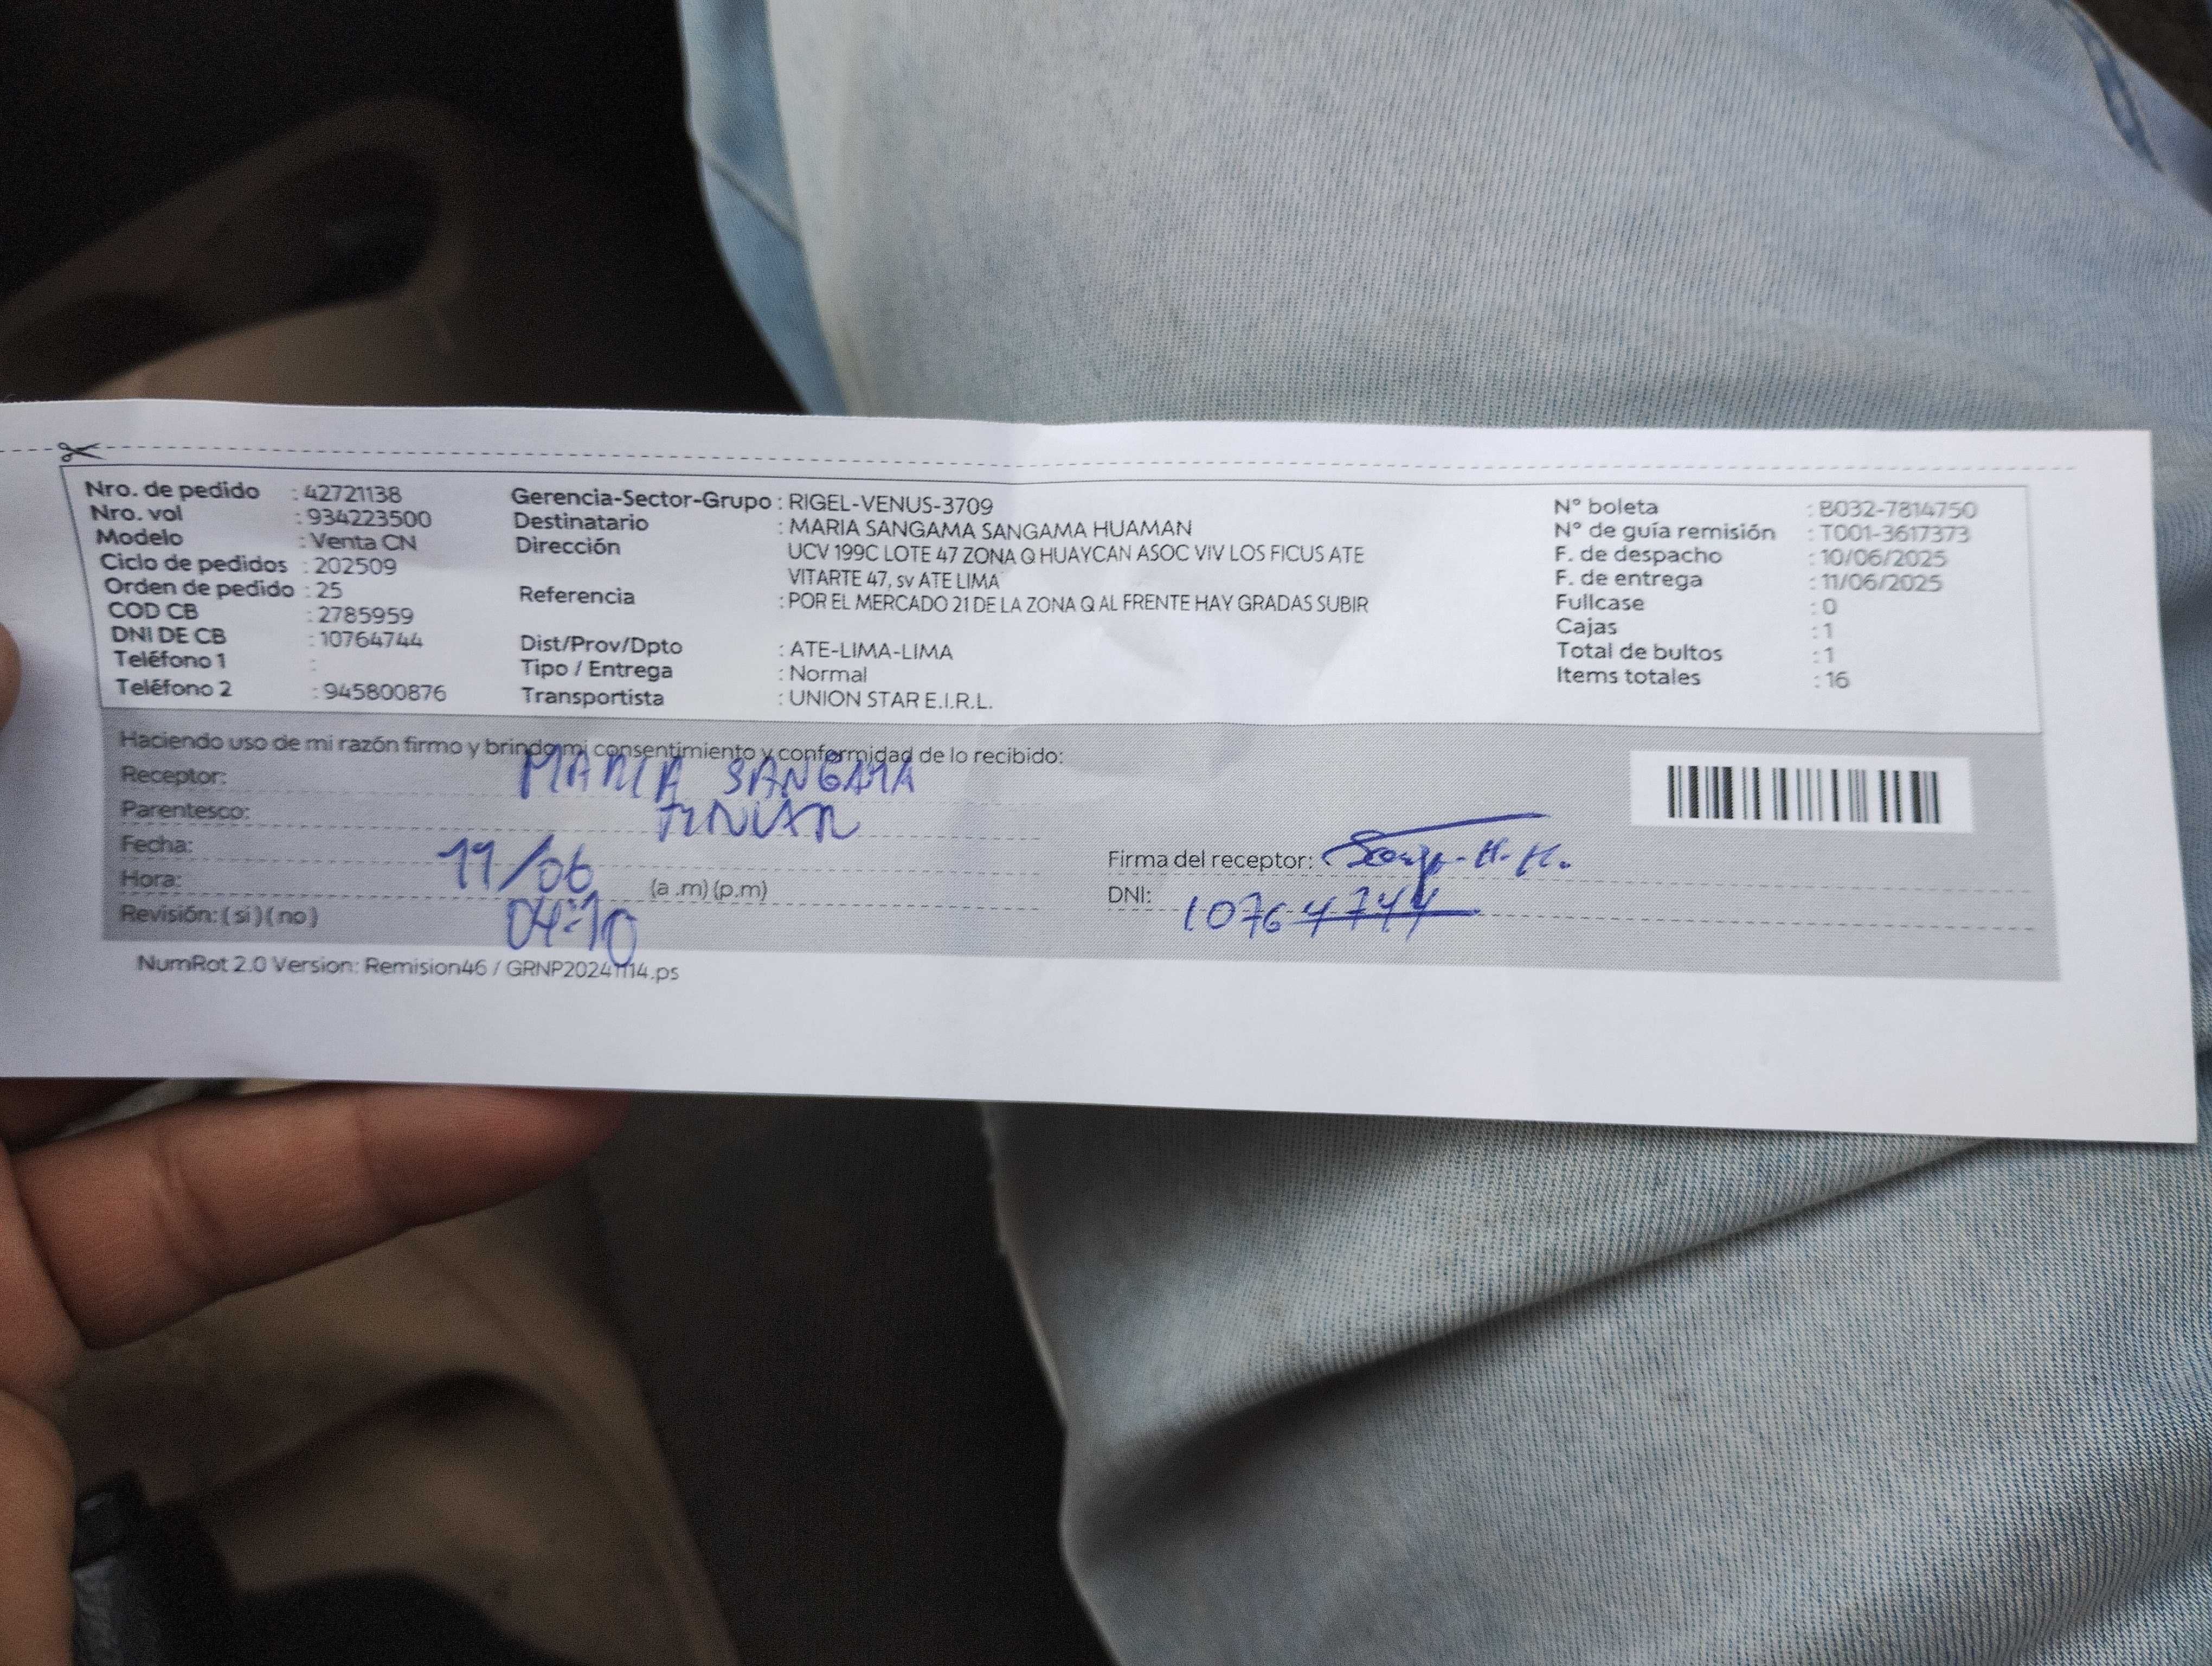 Nro. de pedido : 42721138
Nro. vol : 934223500
Modelo : Venta CN
Ciclo de pedidos : 202509
Orden de pedido : 25
COD CB : 2785959
DNI DE CB : 10764744
Teléfono 1 :
Teléfono 2 : 945800876
Gerencia-Sector-Grupo : RIGEL-VENUS-3709
Destinatario : MARIA SANGAMA SANGAMA HUAMAN
Dirección UCV 199C LOTE 47 ZONA Q HUAYCAN ASOC VIV LOS FICUS ATE
VITARTE 47, sv ATE LIMA
Referencia : POR EL MERCADO 21 DE LA ZONA Q AL FRENTE HAY GRADAS SUBIR
Dist/Prov/Dpto : ATE-LIMA-LIMA
Tipo / Entrega : Normal
Transportista : UNION STAR E.I.R.L.
N° boleta : B032-7814750
N° de guía remisión : T001-3617373
F. de despacho : 10/06/2025
F. de entrega : 11/06/2025
Fullcase : 0
Cajas : 1
Total de bultos : 1
Items totales : 16
Haciendo uso de mi razón firmo y brindo mi consentimiento y conformidad de lo recibido:
Receptor: MARIA SANGAMA
Parentesco:
Fecha: 11/06
Hora: 04:10 (a .m) (p.m)
Revisión: ( si ) ( no )
Firma del receptor:
DNI: 10764744
NumRot 2.0 Version: Remision46 / GRNP20241114.ps